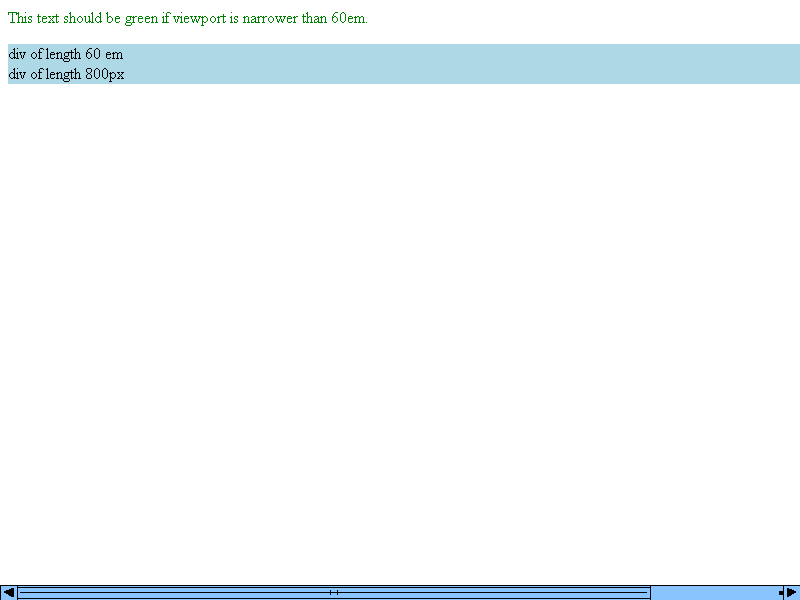 This text should be green if viewport is narrower than 60em.
div of length 60 em
div of length 800px